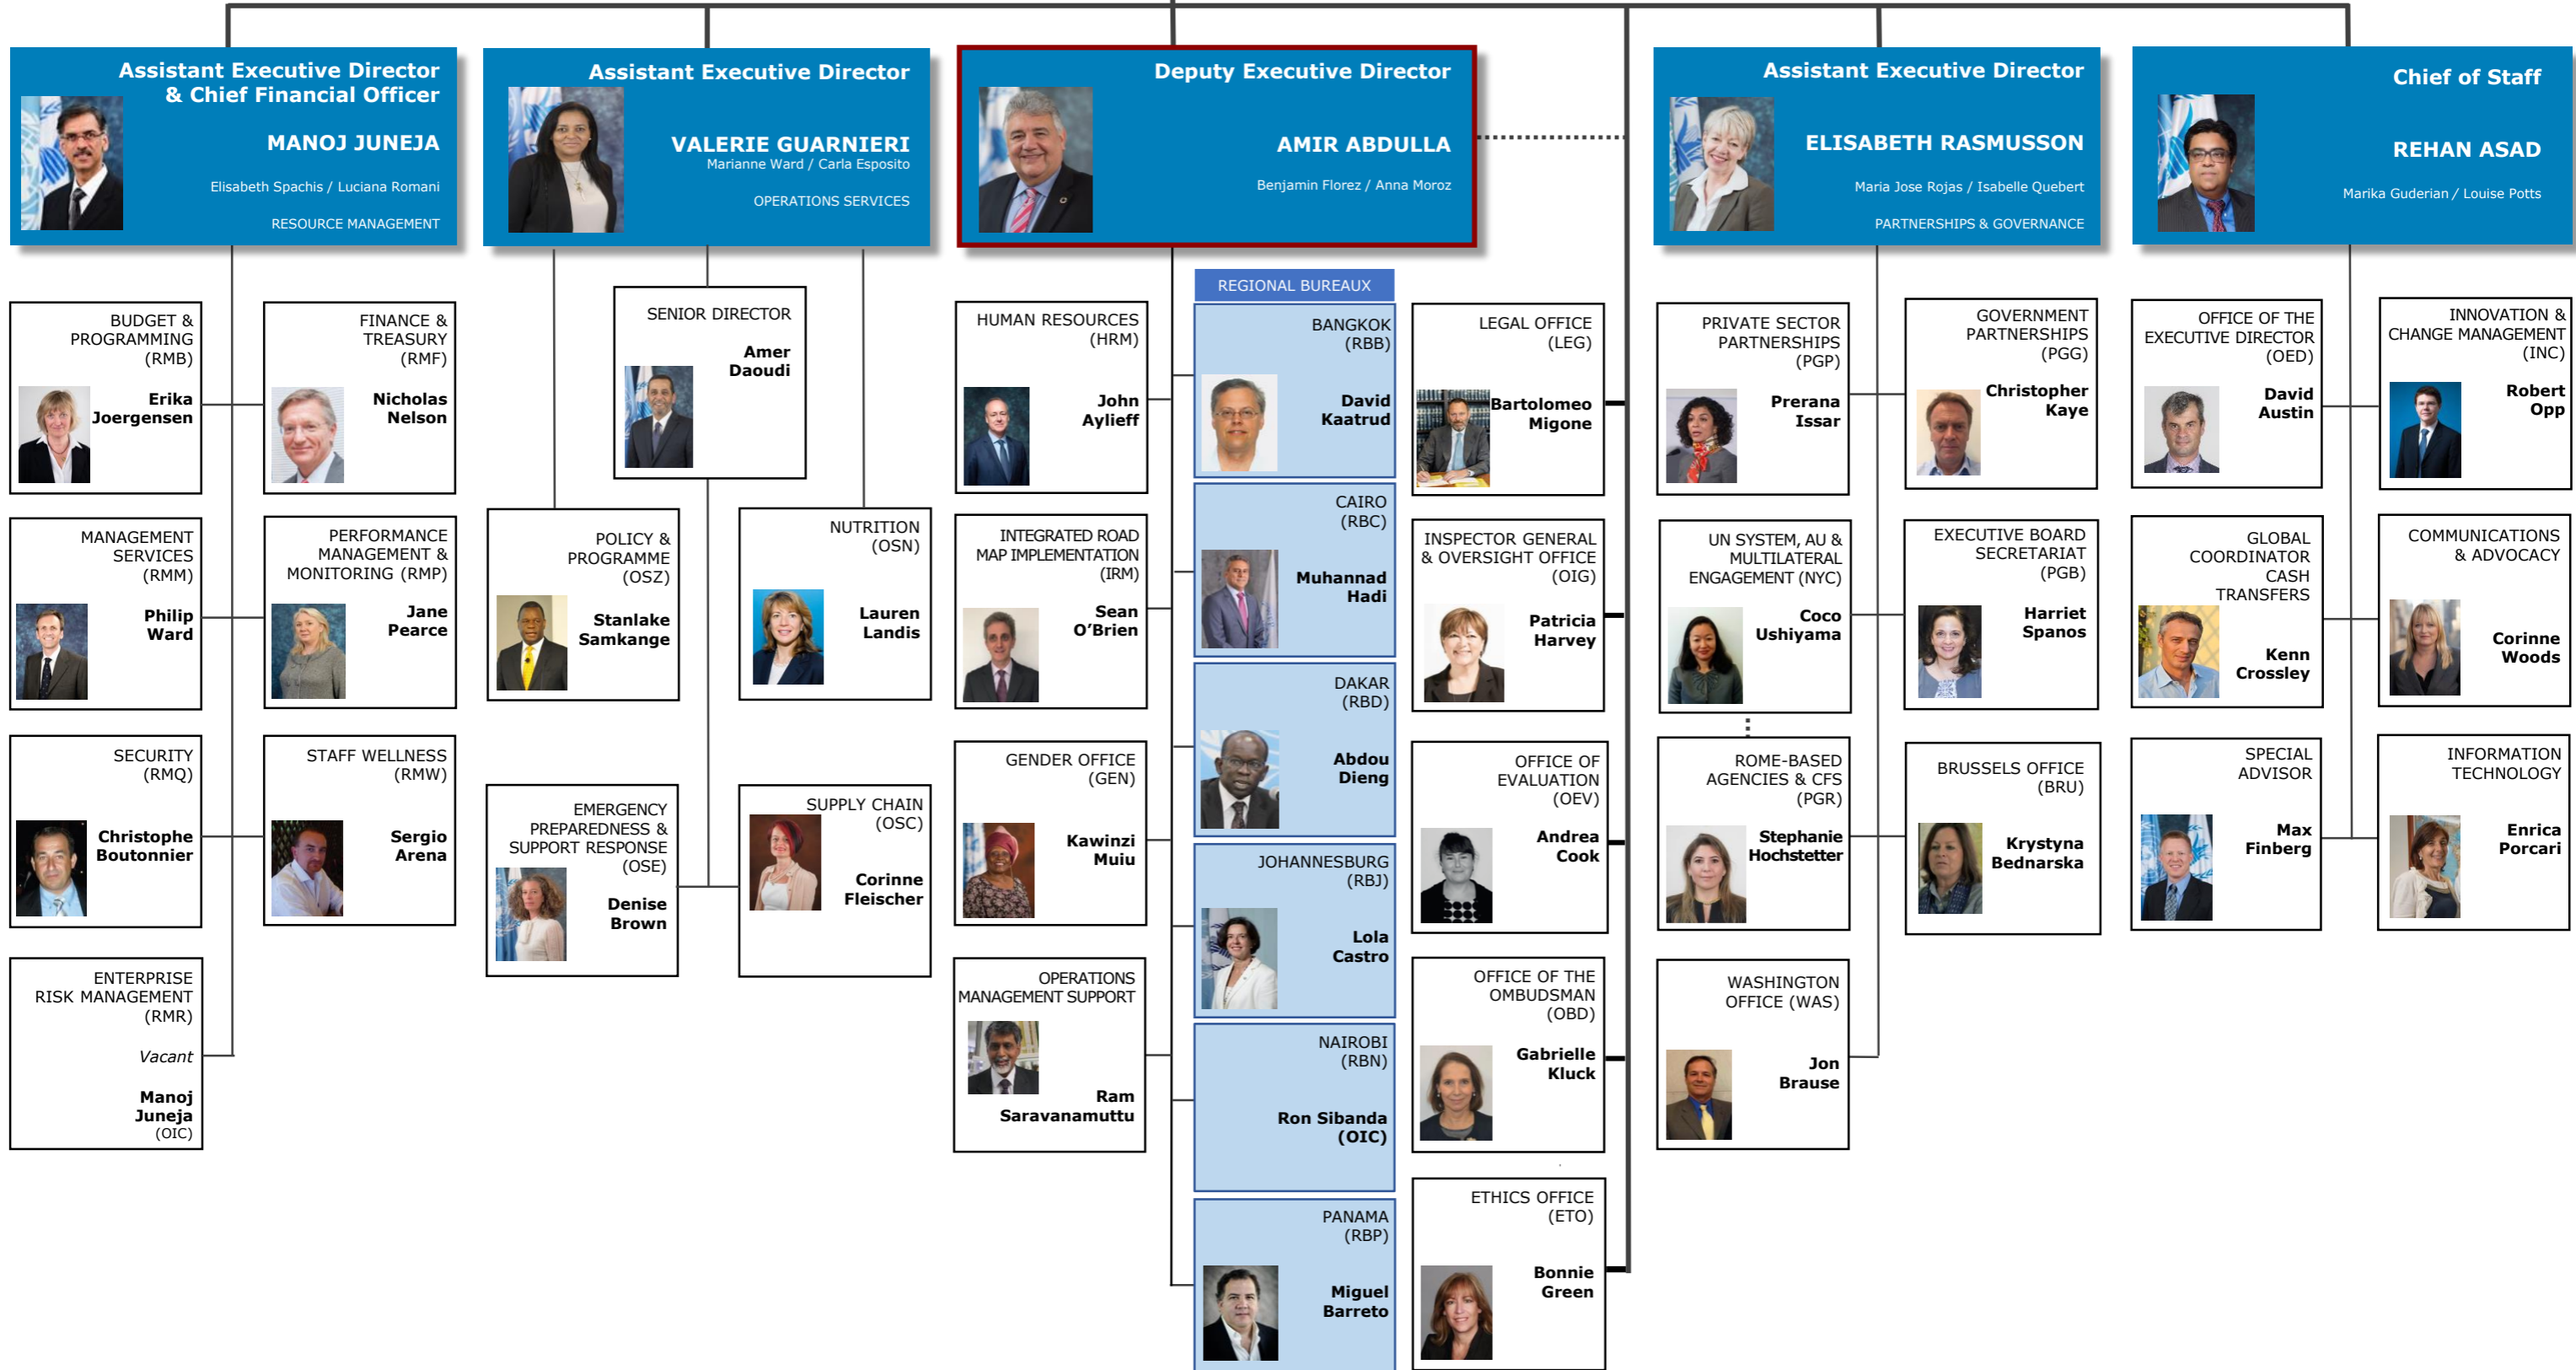 Assistant Executive Director
& Chief Financial Officer
MANOJ JUNEJA
Elisabeth Spachis / Luciana Romani
RESOURCE MANAGEMENT
Assistant Executive Director
VALERIE GUARNIERI
Marianne Ward / Carla Esposito
OPERATIONS SERVICES
Deputy Executive Director
AMIR ABDULLA
Benjamin Florez / Anna Moroz
Assistant Executive Director
ELISABETH RASMUSSON
Maria Jose Rojas / Isabelle Quebert
PARTNERSHIPS & GOVERNANCE
Chief of Staff
REHAN ASAD
Marika Guderian / Louise Potts
BUDGET &
PROGRAMMING
(RMB)
Erika
Joergensen
FINANCE &
TREASURY
(RMF)
Nicholas
Nelson
MANAGEMENT
SERVICES
(RMM)
Philip
Ward
PERFORMANCE
MANAGEMENT &
MONITORING (RMP)
Jane
Pearce
SECURITY
(RMQ)
Christophe
Boutonnier
STAFF WELLNESS
(RMW)
Sergio
Arena
ENTERPRISE
RISK MANAGEMENT
(RMR)
Vacant
Manoj
Juneja
(OIC)
SENIOR DIRECTOR
Amer
Daoudi
POLICY &
PROGRAMME
(OSZ)
Stanlake
Samkange
NUTRITION
(OSN)
Lauren
Landis
EMERGENCY
PREPAREDNESS &
SUPPORT RESPONSE
(OSE)
Denise
Brown
SUPPLY CHAIN
(OSC)
Corinne
Fleischer
HUMAN RESOURCES
(HRM)
John
Aylieff
INTEGRATED ROAD
MAP IMPLEMENTATION
(IRM)
Sean
O'Brien
GENDER OFFICE
(GEN)
Kawinzi
Muiu
OPERATIONS
MANAGEMENT SUPPORT
Ram
Saravanamuttu
REGIONAL BUREAUX
BANGKOK
(RBB)
David
Kaatrud
CAIRO
(RBC)
Muhannad
Hadi
DAKAR
(RBD)
Abdou
Dieng
JOHANNESBURG
(RBJ)
Lola
Castro
NAIROBI
(RBN)
Ron Sibanda
(OIC)
PANAMA
(RBP)
Miguel
Barreto
LEGAL OFFICE
(LEG)
Bartolomeo
Migone
INSPECTOR GENERAL
& OVERSIGHT OFFICE
(OIG)
Patricia
Harvey
OFFICE OF
EVALUATION
(OEV)
Andrea
Cook
OFFICE OF THE
OMBUDSMAN
(OBD)
Gabrielle
Kluck
ETHICS OFFICE
(ETO)
Bonnie
Green
PRIVATE SECTOR
PARTNERSHIPS
(PGP)
Prerana
Issar
GOVERNMENT
PARTNERSHIPS
(PGG)
Christopher
Kaye
UN SYSTEM, AU &
MULTILATERAL
ENGAGEMENT (NYC)
Coco
Ushiyama
EXECUTIVE BOARD
SECRETARIAT
(PGB)
Harriet
Spanos
ROME-BASED
AGENCIES & CFS
(PGR)
Stephanie
Hochstetter
BRUSSELS OFFICE
(BRU)
Krystyna
Bednarska
WASHINGTON
OFFICE (WAS)
Jon
Brause
OFFICE OF THE
EXECUTIVE DIRECTOR
(OED)
David
Austin
INNOVATION &
CHANGE MANAGEMENT
(INC)
Robert
Opp
GLOBAL
COORDINATOR
CASH
TRANSFERS
Kenn
Crossley
COMMUNICATIONS
& ADVOCACY
Corinne
Woods
SPECIAL
ADVISOR
Max
Finberg
INFORMATION
TECHNOLOGY
Enrica
Porcari